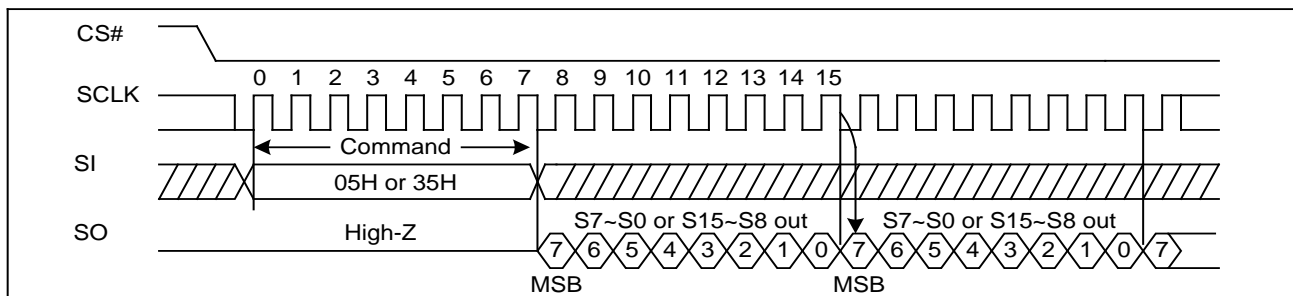 CS#
0 1 2 3 4 5 6 7 8 9 10 11 12 13 14 15
SCLK
Command
SI
05H or 35H
S7~S0 or S15~S8 out S7~S0 or S15~S8 out
SO High-Z
7 6 5 4 3 2 1 0 7 6 5 4 3 2 1 0 7
MSB MSB